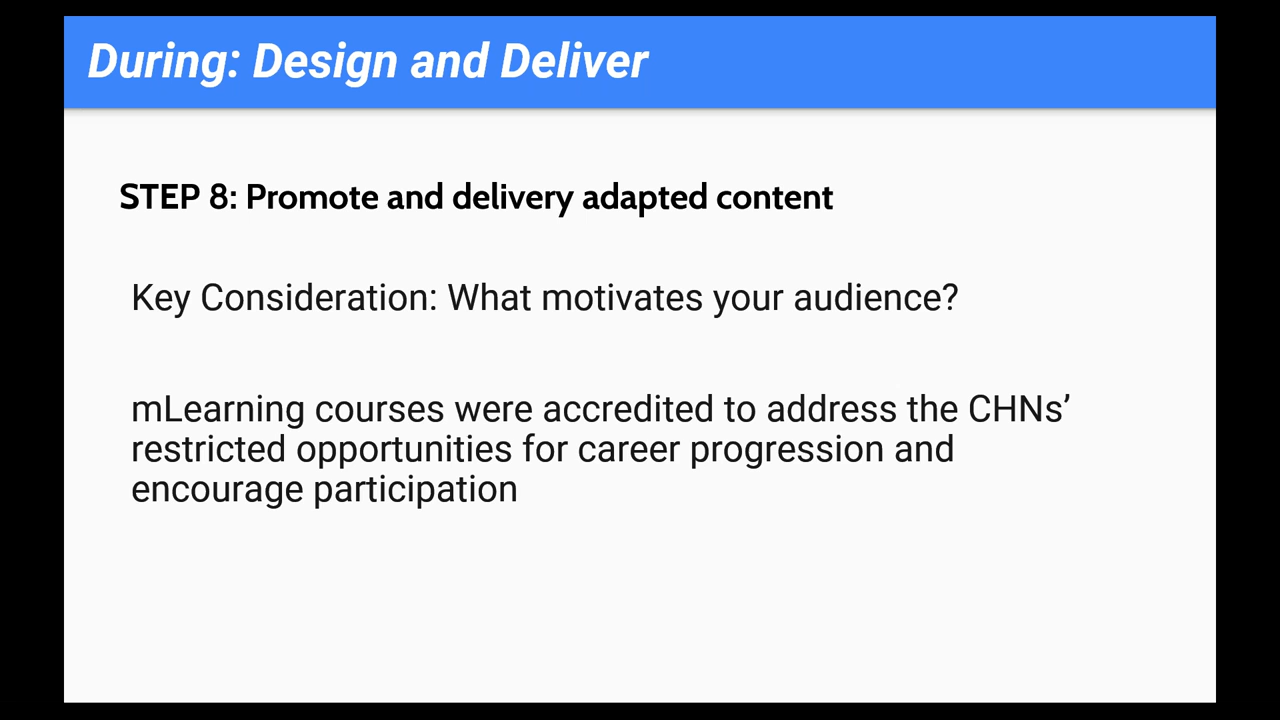 During: Design and Deliver
STEP 8: Promote and delivery adapted content
Key Consideration: What motivates your audience?
mLearning courses were accredited to address the CHNs’
restricted opportunities for career progression and
encourage participation